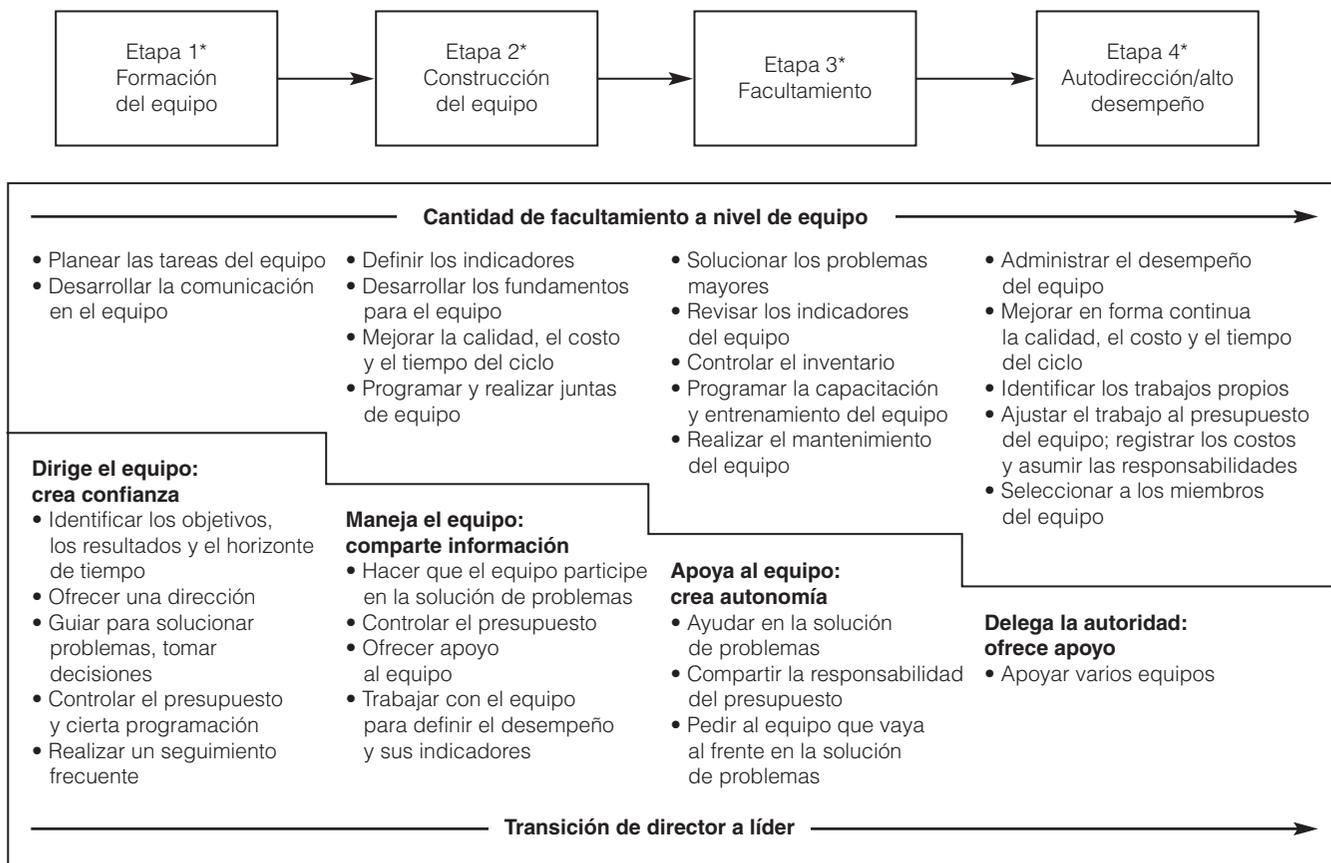 Etapa 1*
Formación
del equipo
Etapa 2*
Construcción
del equipo
Etapa 3*
Facultamiento
Etapa 4*
Autodirección/alto
desempeño
Cantidad de facultamiento a nivel de equipo
• Planear las tareas del equipo
• Desarrollar la comunicación
en el equipo
• Definir los indicadores
• Desarrollar los fundamentos
para el equipo
• Mejorar la calidad, el costo
y el tiempo del ciclo
• Programar y realizar juntas
de equipo
• Solucionar los problemas
mayores
• Revisar los indicadores
del equipo
• Controlar el inventario
• Programar la capacitación
y entrenamiento del equipo
• Realizar el mantenimiento
del equipo
• Administrar el desempeño
del equipo
• Mejorar en forma continua
la calidad, el costo y el tiempo
del ciclo
• Identificar los trabajos propios
• Ajustar el trabajo al presupuesto
del equipo; registrar los costos
y asumir las responsabilidades
• Seleccionar a los miembros
del equipo
Dirige el equipo:
crea confianza
• Identificar los objetivos,
los resultados y el horizonte
de tiempo
• Ofrecer una dirección
• Guiar para solucionar
problemas, tomar
decisiones
• Controlar el presupuesto
y cierta programación
• Realizar un seguimiento
frecuente
Maneja el equipo:
comparte información
• Hacer que el equipo participe
en la solución de problemas
• Controlar el presupuesto
• Ofrecer apoyo
al equipo
• Trabajar con el equipo
para definir el desempeño
y sus indicadores
Apoya al equipo:
crea autonomía
• Ayudar en la solución
de problemas
• Compartir la responsabilidad
del presupuesto
• Pedir al equipo que vaya
al frente en la solución
de problemas
Delega la autoridad:
ofrece apoyo
• Apoyar varios equipos
Transición de director a líder